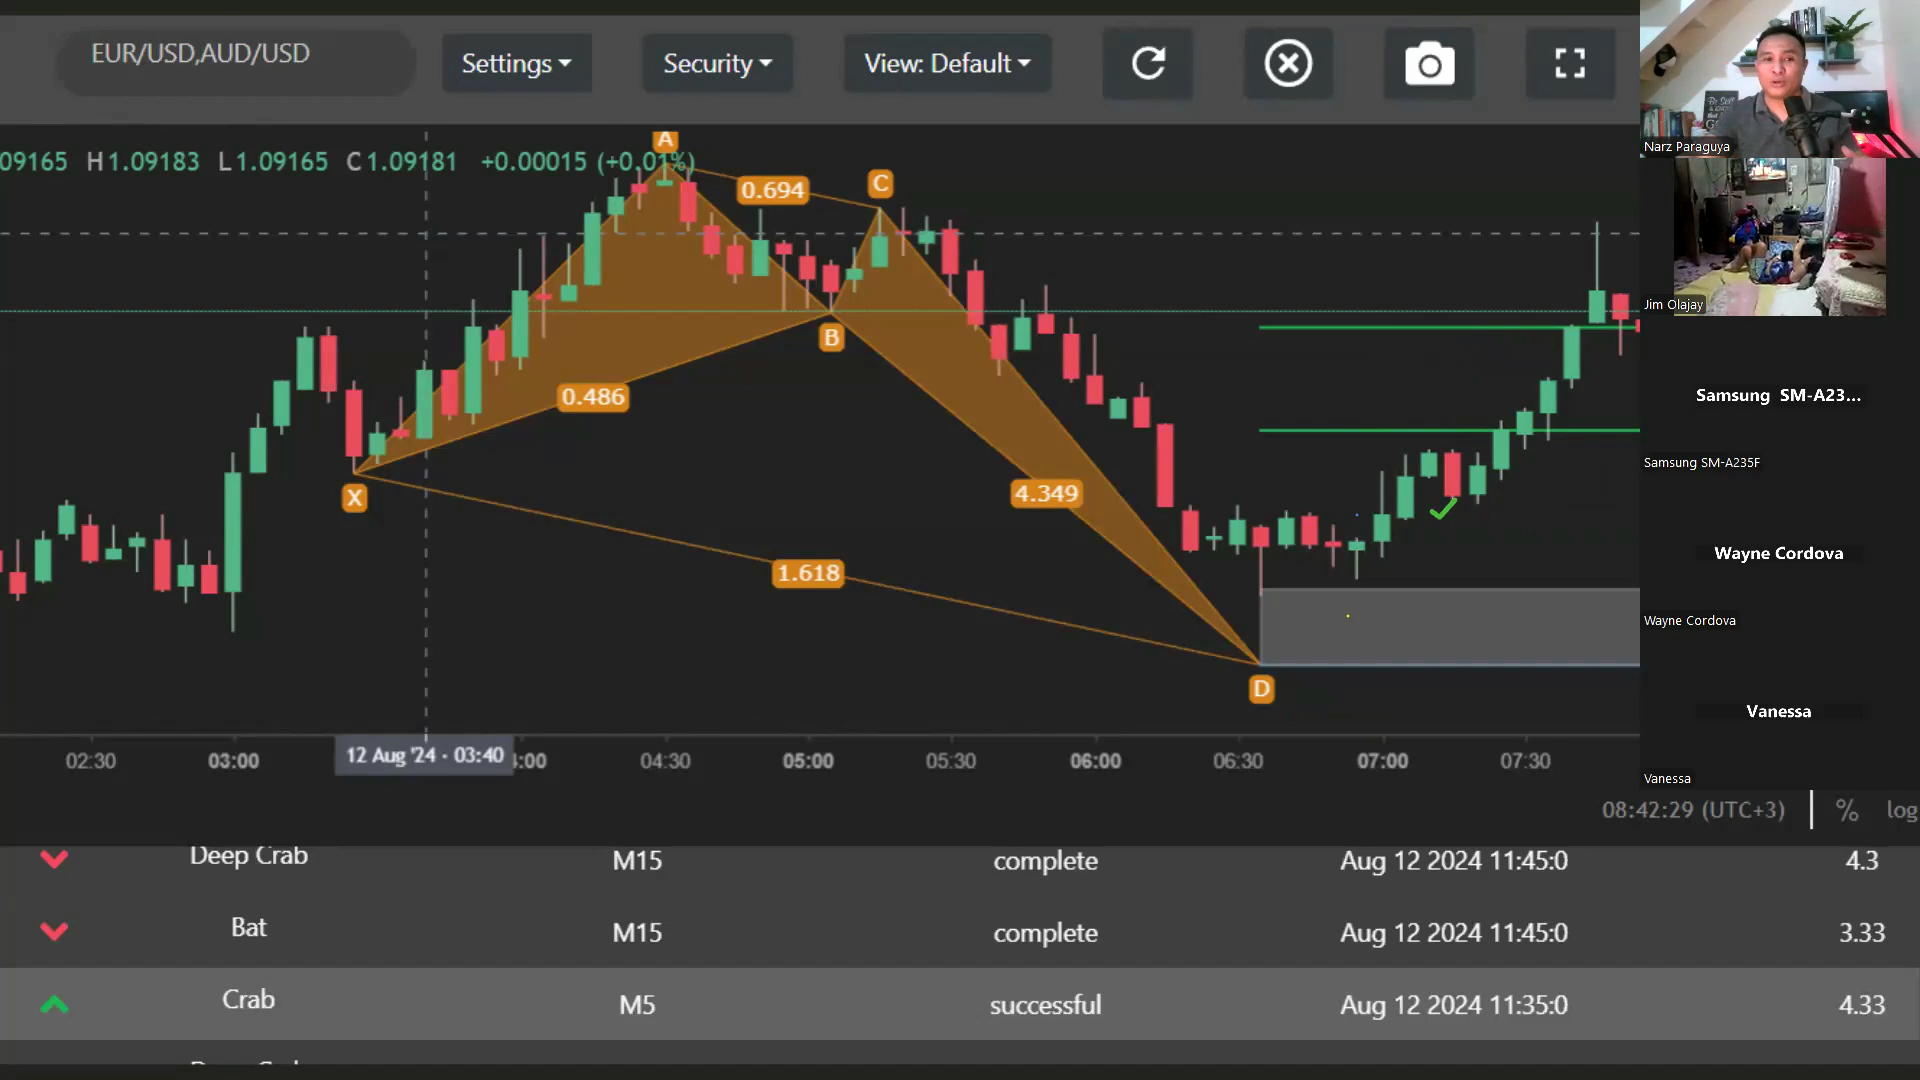 EUR/USD,AUD/USD
Settings
Security
View: Default
09165 H1.09183 L1.09165 C1.09181 +0.00015 (+0.01%)
A
0.694
C
B
0.486
X
4.349
1.618
D
02:30
03:00
12 Aug '24 · 03:40
:00
04:30
05:00
05:30
06:00
06:30
07:00
07:30
08:42:29 (UTC+3)
%
log
Deep Crab M15 complete Aug 12 2024 11:45:0 4.3
Bat M15 complete Aug 12 2024 11:45:0 3.33
Crab M5 successful Aug 12 2024 11:35:0 4.33
Narz Paraguya
Jim Olajay
Samsung SM-A23...
Samsung SM-A235F
Wayne Cordova
Wayne Cordova
Vanessa
Vanessa